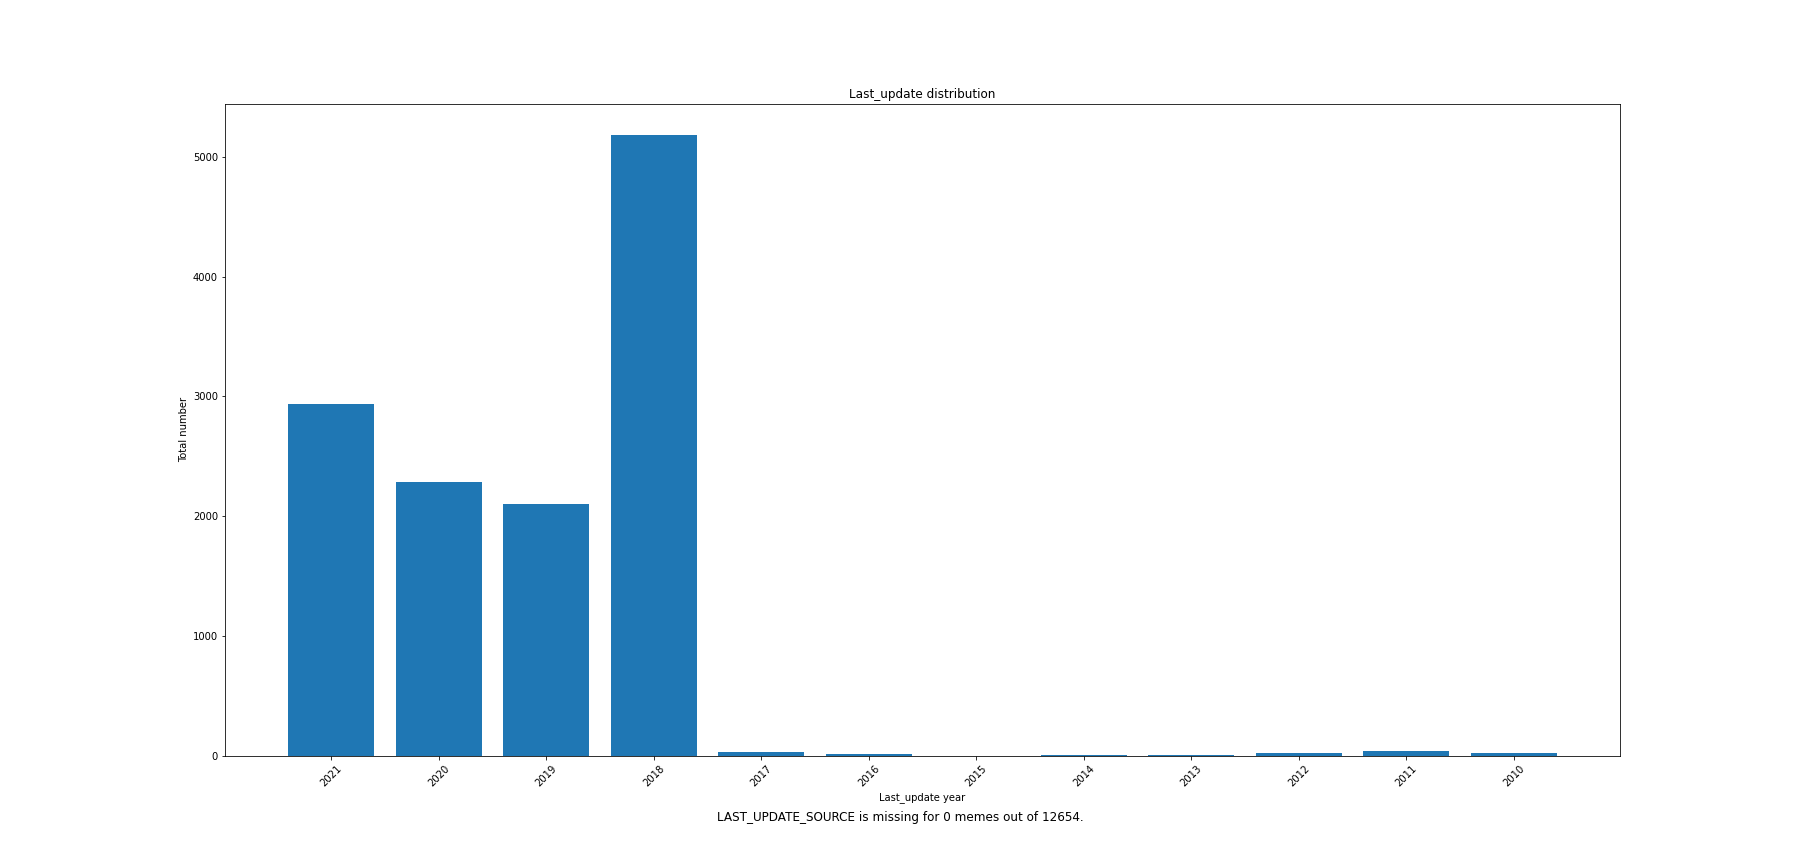 Last_update distribution
Total number
5000
4000
3000
2000
1000
0
2021 2020 2019 2018 2017 2016 2015 2014 2013 2012 2011 2010
Last_update year
LAST_UPDATE_SOURCE is missing for 0 memes out of 12654.